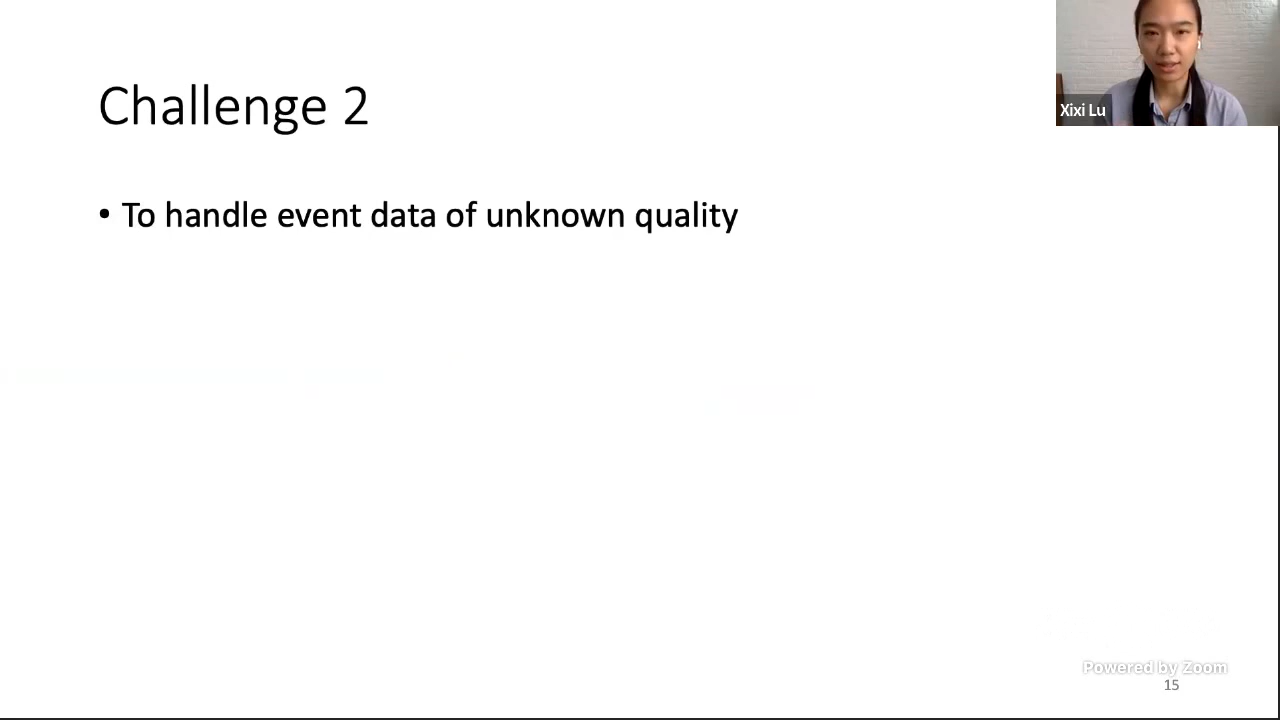 Challenge 2
• To handle event data of unknown quality
Xixi Lu
Powered by Zoom
15